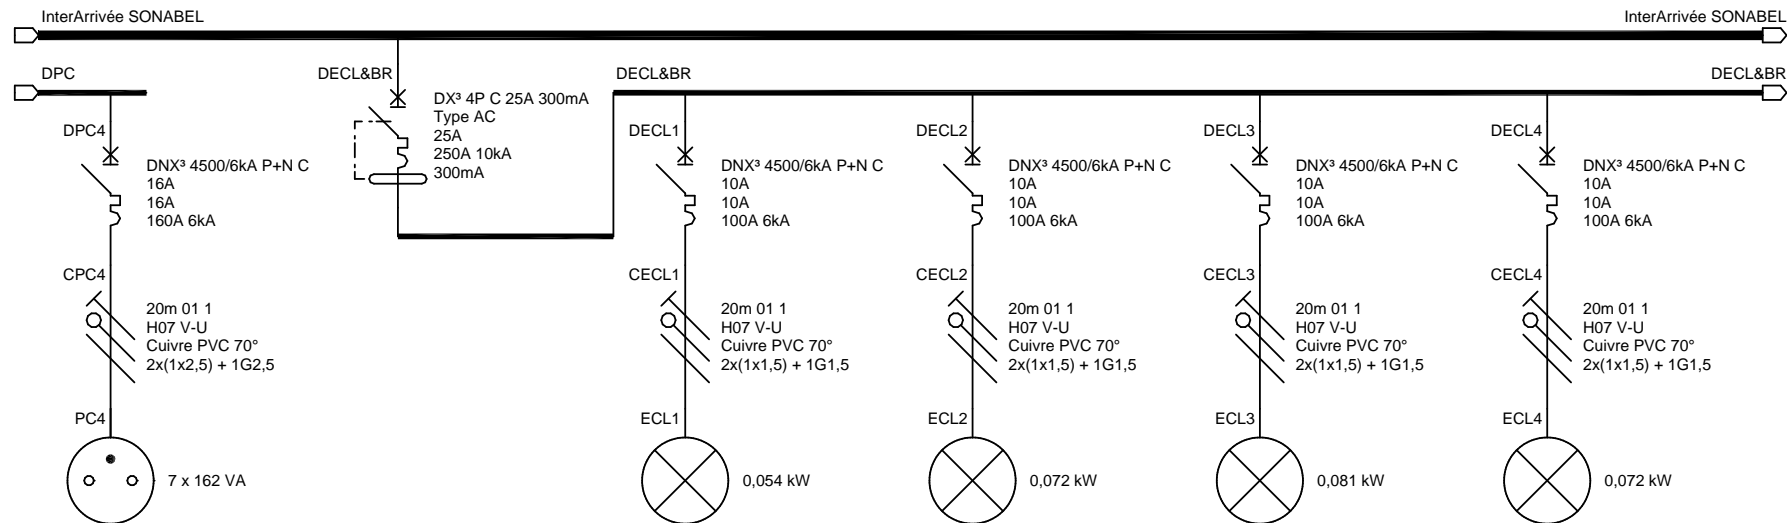 InterArrivée SONABEL
InterArrivée SONABEL
DPC
DECL&BR
DECL&BR
DECL&BR
DX³ 4P C 25A 300mA
Type AC
25A
250A 10kA
300mA
DPC4
DNX³ 4500/6kA P+N C
16A
16A
160A 6kA
DECL1
DNX³ 4500/6kA P+N C
10A
10A
100A 6kA
DECL2
DNX³ 4500/6kA P+N C
10A
10A
100A 6kA
DECL3
DNX³ 4500/6kA P+N C
10A
10A
100A 6kA
DECL4
DNX³ 4500/6kA P+N C
10A
10A
100A 6kA
CPC4
20m 01 1
H07 V-U
Cuivre PVC 70°
2x(1x2,5) + 1G2,5
CECL1
20m 01 1
H07 V-U
Cuivre PVC 70°
2x(1x1,5) + 1G1,5
CECL2
20m 01 1
H07 V-U
Cuivre PVC 70°
2x(1x1,5) + 1G1,5
CECL3
20m 01 1
H07 V-U
Cuivre PVC 70°
2x(1x1,5) + 1G1,5
CECL4
20m 01 1
H07 V-U
Cuivre PVC 70°
2x(1x1,5) + 1G1,5
PC4
7 x 162 VA
ECL1
0,054 kW
ECL2
0,072 kW
ECL3
0,081 kW
ECL4
0,072 kW